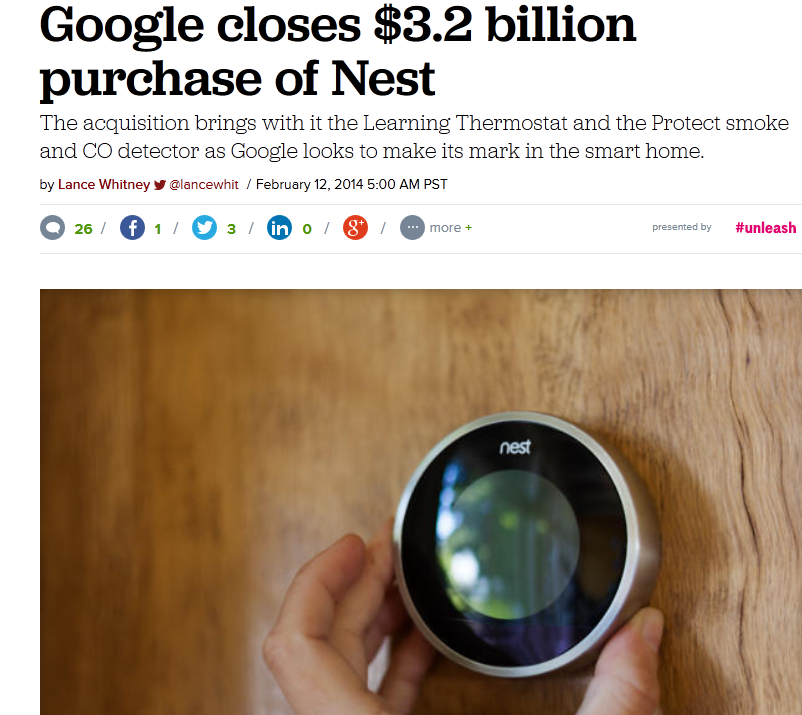 Google closes $3.2 billion
purchase of Nest
The acquisition brings with it the Learning Thermostat and the Protect smoke
and CO detector as Google looks to make its mark in the smart home.
by Lance Whitney @lancewhit / February 12, 2014 5:00 AM PST
26 / f 1 / 3 / in 0 / g+ / ... more + presented by #unleash
nest